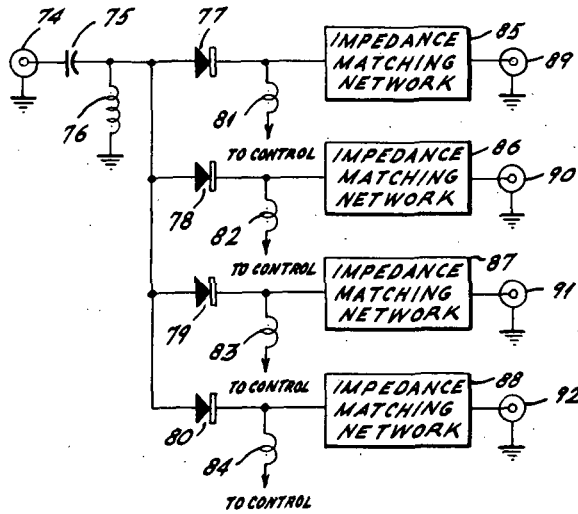 74
75
77
IMPEDANCE
MATCHING
NETWORK
85
89
76
81
TO CONTROL
78
82
TO CONTROL
IMPEDANCE
MATCHING
NETWORK
86
90
79
83
TO CONTROL
IMPEDANCE
MATCHING
NETWORK
87
91
80
84
TO CONTROL
IMPEDANCE
MATCHING
NETWORK
88
92